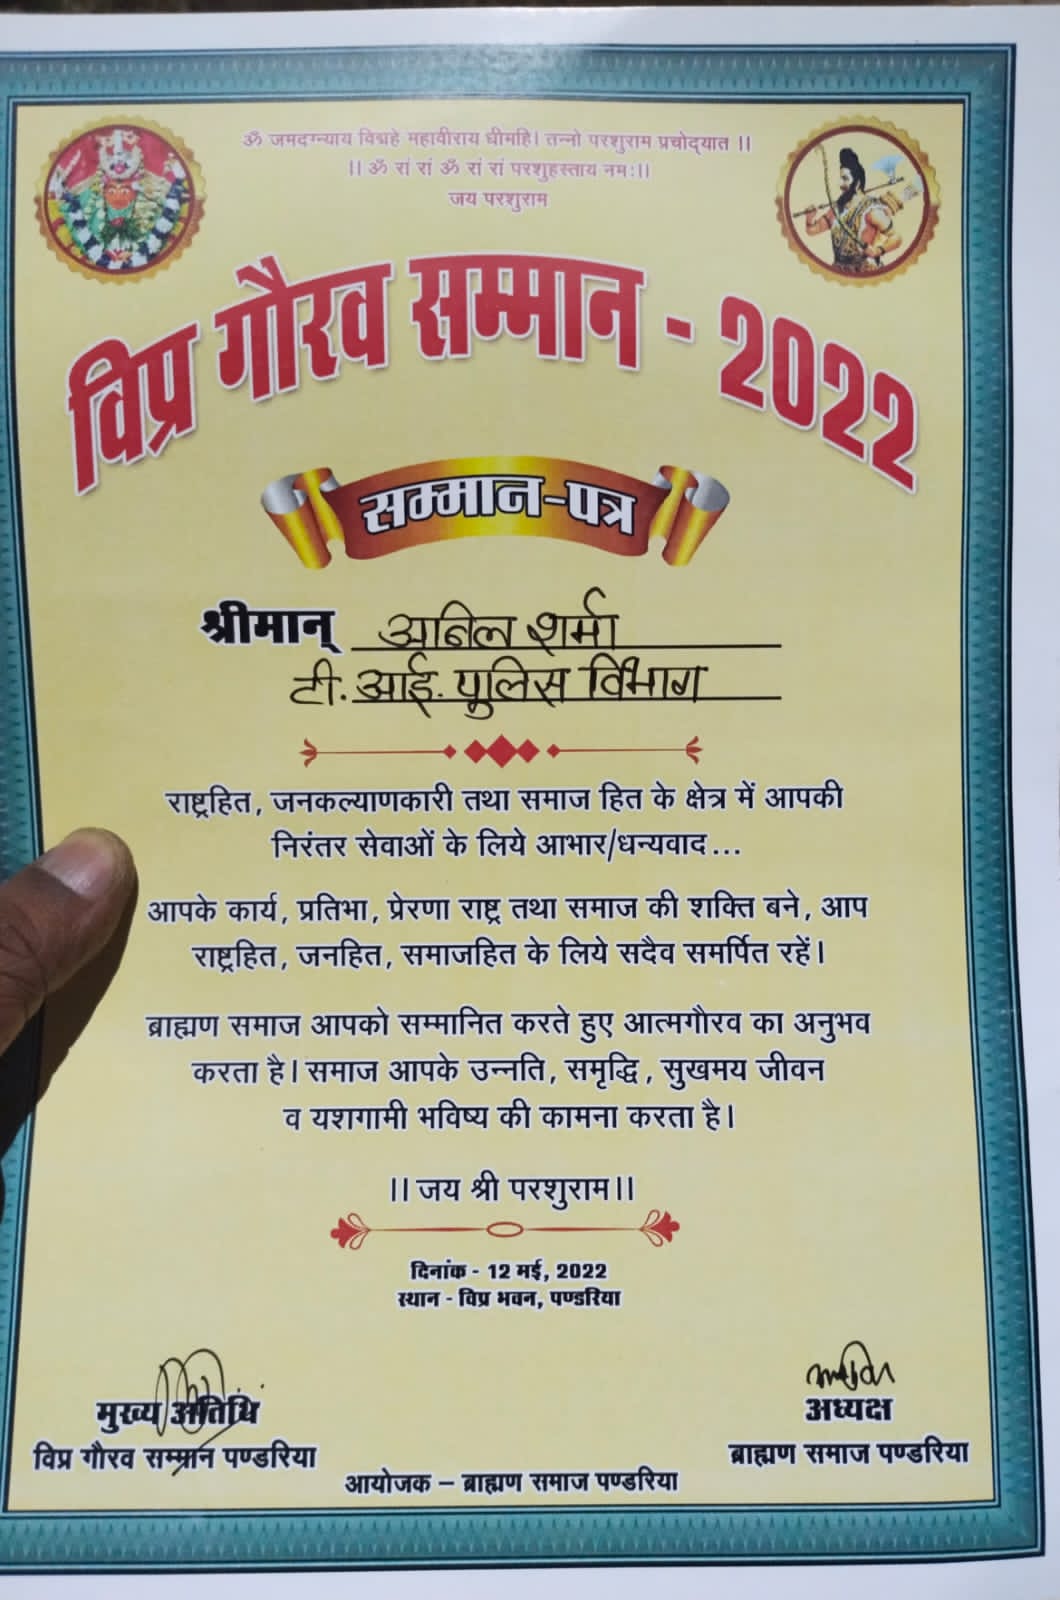 ॐ जमदग्न्याय विद्महे महावीराय धीमहि। तन्नो परशुराम प्रचोद्यात ।।
।। ॐ रां रां ॐ रां रां परशुहस्ताय नमः।।
जय परशुराम
विप्र गौरव सम्मान - 2022
सम्मान-पत्र
श्रीमान् अनिल शर्मा
टी. आई. पुलिस विभाग
राष्ट्रहित, जनकल्याणकारी तथा समाज हित के क्षेत्र में आपकी
निरंतर सेवाओं के लिये आभार/धन्यवाद...
आपके कार्य, प्रतिभा, प्रेरणा राष्ट्र तथा समाज की शक्ति बने, आप
राष्ट्रहित, जनहित, समाजहित के लिये सदैव समर्पित रहें।
ब्राह्मण समाज आपको सम्मानित करते हुए आत्मगौरव का अनुभव
करता है। समाज आपके उन्नति, समृद्धि, सुखमय जीवन
व यशगामी भविष्य की कामना करता है।
।। जय श्री परशुराम।।
दिनांक - 12 मई, 2022
स्थान - विप्र भवन, पण्डरिया
मुख्य अतिथि
विप्र गौरव सम्मान पण्डरिया
अध्यक्ष
ब्राह्मण समाज पण्डरिया
आयोजक – ब्राह्मण समाज पण्डरिया